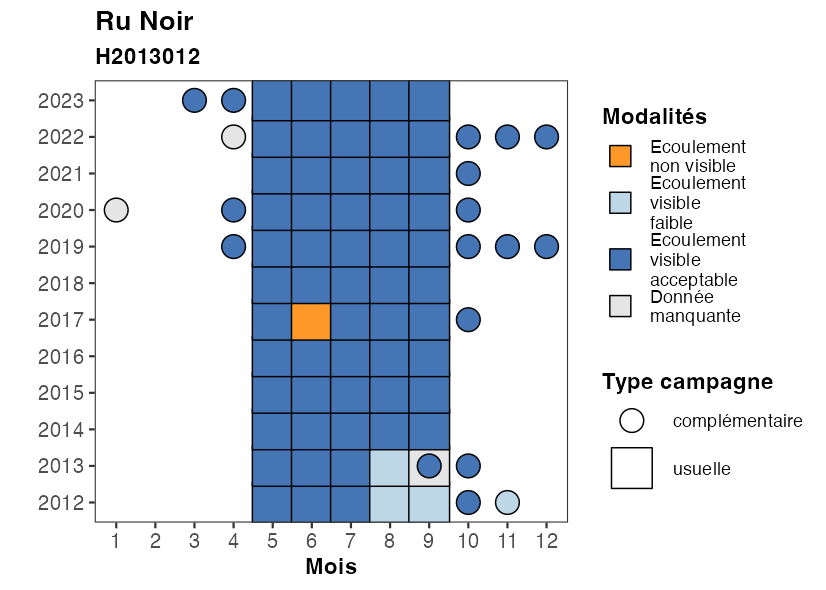 Ru Noir
H2013012
2023
2022
2021
2020
2019
2018
2017
2016
2015
2014
2013
2012
1 2 3 4 5 6 7 8 9 10 11 12
Mois
Modalités
Ecoulement
non visible
Ecoulement
visible
faible
Ecoulement
visible
acceptable
Donnée
manquante
Type campagne
complémentaire
usuelle